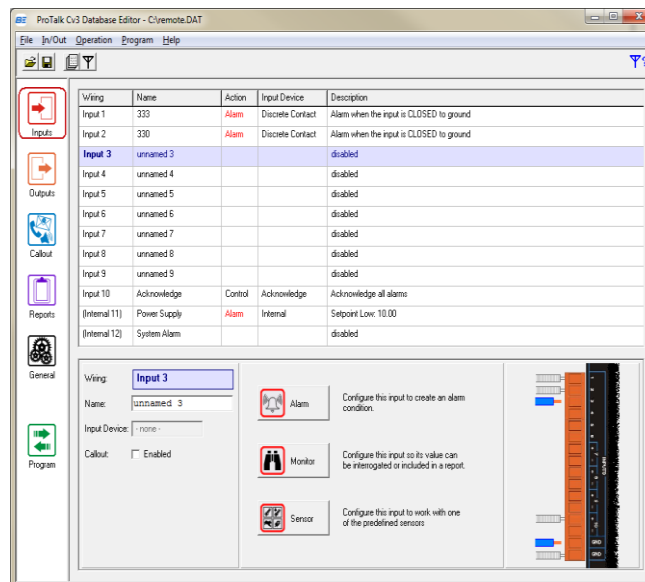 ProTalk Cv3 Database Editor - C:\remote.DAT
File In/Out Operation Program Help
Wiring Name Action Input Device Description
Input 1 333 Alarm Discrete Contact Alarm when the input is CLOSED to ground
Input 2 330 Alarm Discrete Contact Alarm when the input is CLOSED to ground
Input 3 unnamed 3 disabled
Input 4 unnamed 4 disabled
Input 5 unnamed 5 disabled
Input 6 unnamed 6 disabled
Input 7 unnamed 7 disabled
Input 8 unnamed 8 disabled
Input 9 unnamed 9 disabled
Input 10 Acknowledge Control Acknowledge Acknowledge all alarms
(Internal 11) Power Supply Alarm Internal Setpoint Low: 10.00
(Internal 12) System Alarm disabled
Inputs
Outputs
Callout
Reports
General
Program
Wiring: Input 3
Name: unnamed 3
Input Device: - none -
Callout: Enabled
Alarm Configure this input to create an alarm
condition.
Monitor Configure this input so its value can
be interrogated or included in a report.
Sensor Configure this input to work with one
of the predefined sensors
GND
GND